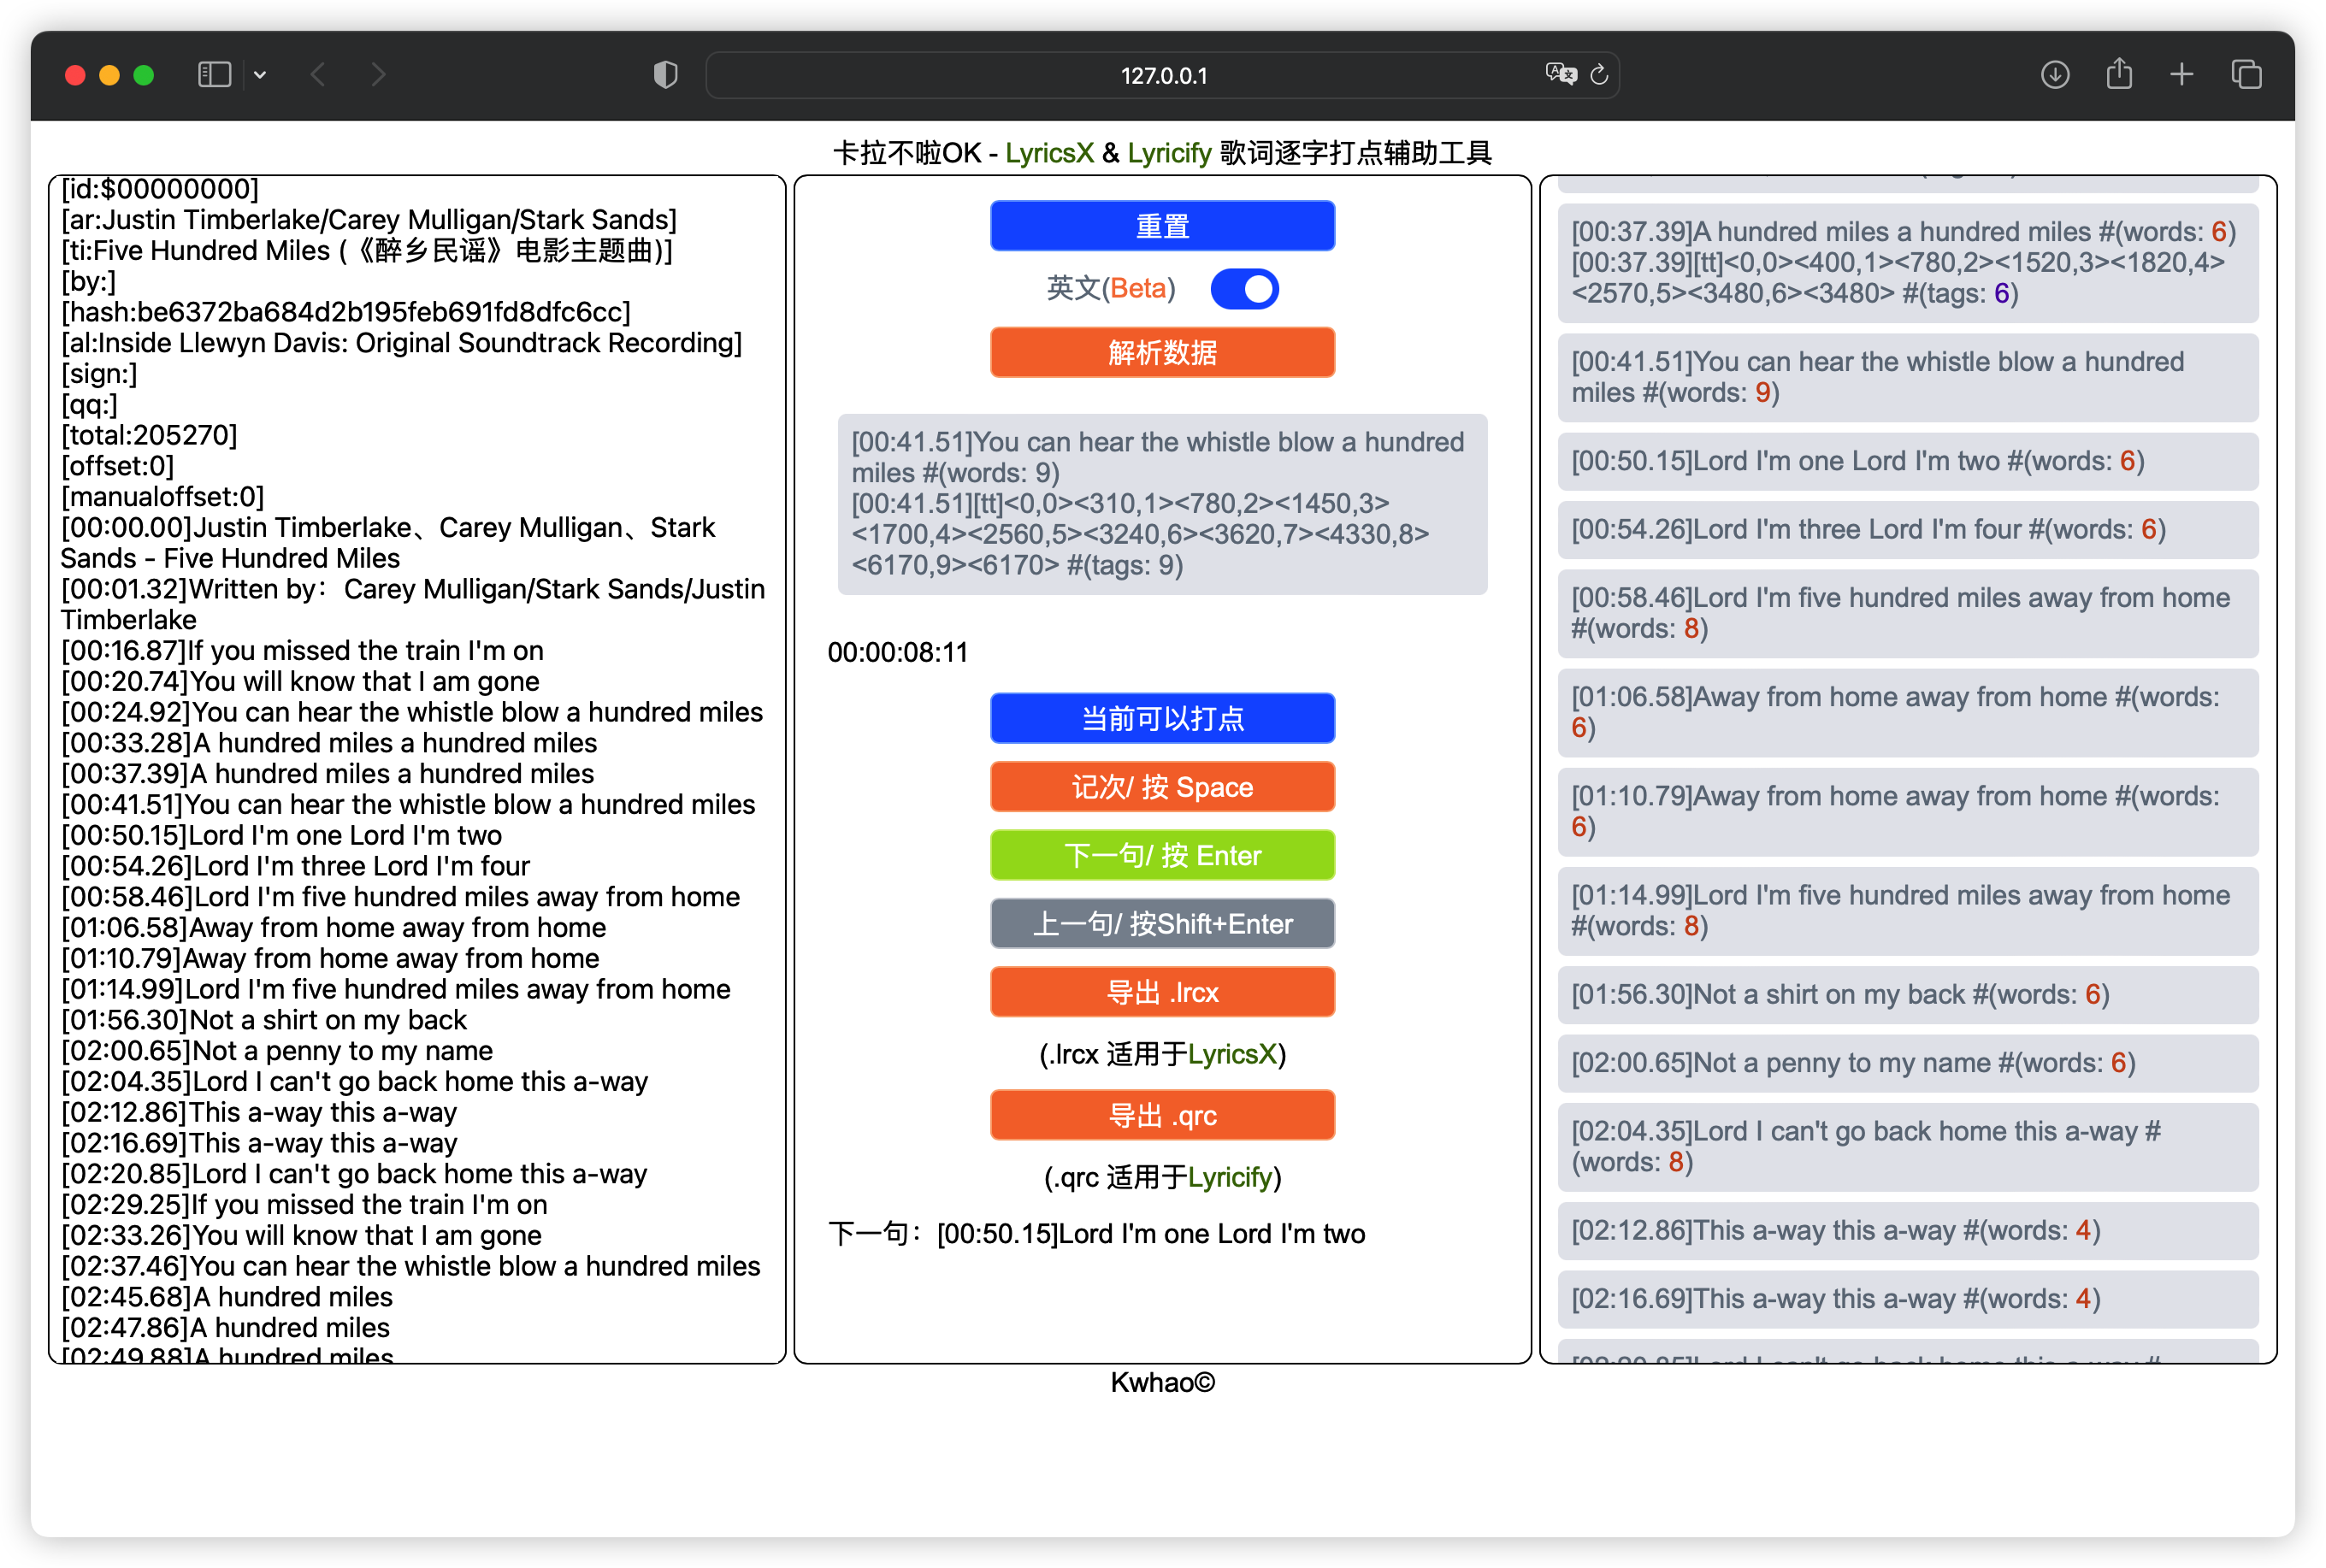 127.0.0.1
卡拉不啦OK - LyricsX & Lyricify 歌词逐字打点辅助工具
[id:$00000000]
[ar:Justin Timberlake/Carey Mulligan/Stark Sands]
[ti:Five Hundred Miles (《醉乡民谣》电影主题曲)]
[by:]
[hash:be6372ba684d2b195feb691fd8dfc6cc]
[al:Inside Llewyn Davis: Original Soundtrack Recording]
[sign:]
[qq:]
[total:205270]
[offset:0]
[manualoffset:0]
[00:00.00]Justin Timberlake、Carey Mulligan、Stark
Sands - Five Hundred Miles
[00:01.32]Written by：Carey Mulligan/Stark Sands/Justin
Timberlake
[00:16.87]If you missed the train I'm on
[00:20.74]You will know that I am gone
[00:24.92]You can hear the whistle blow a hundred miles
[00:33.28]A hundred miles a hundred miles
[00:37.39]A hundred miles a hundred miles
[00:41.51]You can hear the whistle blow a hundred miles
[00:50.15]Lord I'm one Lord I'm two
[00:54.26]Lord I'm three Lord I'm four
[00:58.46]Lord I'm five hundred miles away from home
[01:06.58]Away from home away from home
[01:10.79]Away from home away from home
[01:14.99]Lord I'm five hundred miles away from home
[01:56.30]Not a shirt on my back
[02:00.65]Not a penny to my name
[02:04.35]Lord I can't go back home this a-way
[02:12.86]This a-way this a-way
[02:16.69]This a-way this a-way
[02:20.85]Lord I can't go back home this a-way
[02:29.25]If you missed the train I'm on
[02:33.26]You will know that I am gone
[02:37.46]You can hear the whistle blow a hundred miles
[02:45.68]A hundred miles
[02:47.86]A hundred miles
[02:49.88]A hundred miles
重置
英文(Beta)
解析数据
[00:41.51]You can hear the whistle blow a hundred
miles #(words: 9)
[00:41.51][tt]<0,0><310,1><780,2><1450,3>
<1700,4><2560,5><3240,6><3620,7><4330,8>
<6170,9><6170> #(tags: 9)
00:00:08:11
当前可以打点
记次/ 按 Space
下一句/ 按 Enter
上一句/ 按Shift+Enter
导出 .lrcx
(.lrcx 适用于LyricsX)
导出 .qrc
(.qrc 适用于Lyricify)
下一句：[00:50.15]Lord I'm one Lord I'm two
[00:37.39]A hundred miles a hundred miles #(words: 6)
[00:37.39][tt]<0,0><400,1><780,2><1520,3><1820,4>
<2570,5><3480,6><3480> #(tags: 6)
[00:41.51]You can hear the whistle blow a hundred
miles #(words: 9)
[00:50.15]Lord I'm one Lord I'm two #(words: 6)
[00:54.26]Lord I'm three Lord I'm four #(words: 6)
[00:58.46]Lord I'm five hundred miles away from home
#(words: 8)
[01:06.58]Away from home away from home #(words:
6)
[01:10.79]Away from home away from home #(words:
6)
[01:14.99]Lord I'm five hundred miles away from home
#(words: 8)
[01:56.30]Not a shirt on my back #(words: 6)
[02:00.65]Not a penny to my name #(words: 6)
[02:04.35]Lord I can't go back home this a-way #
(words: 8)
[02:12.86]This a-way this a-way #(words: 4)
[02:16.69]This a-way this a-way #(words: 4)
[02:20.85]Lord I can't go back home this a-way #
Kwhao©